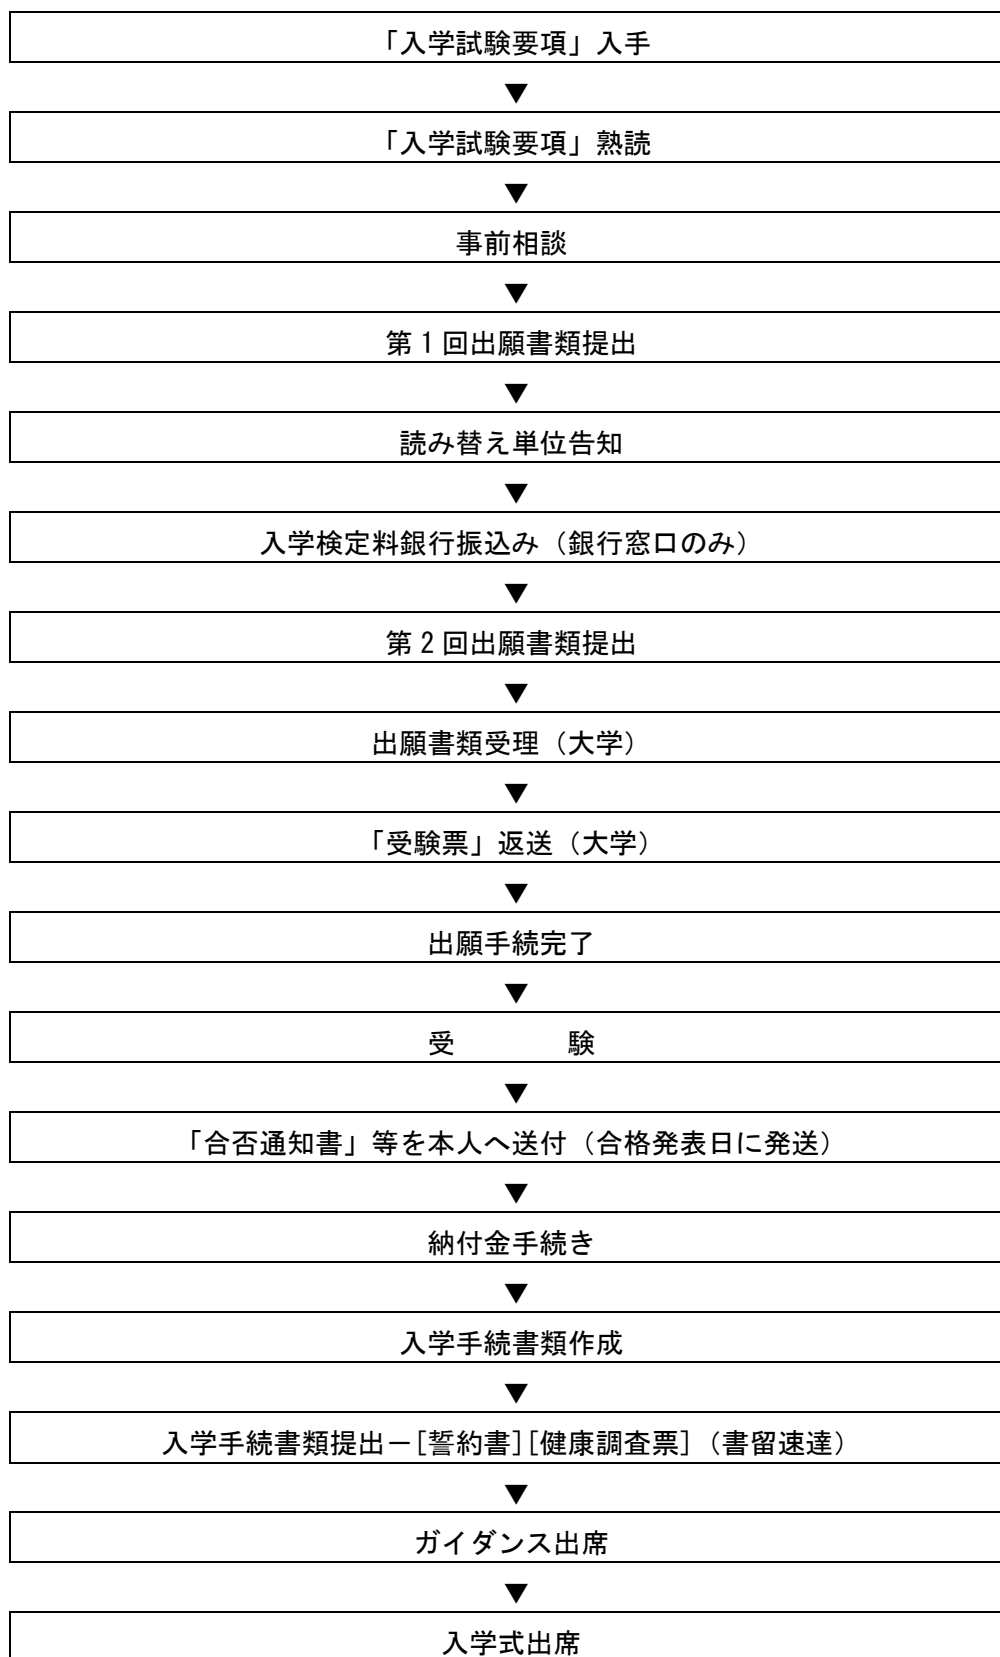 「入学試験要項」入手
▼
「入学試験要項」熟読
▼
事前相談
▼
第1回出願書類提出
▼
読み替え単位告知
▼
入学検定料銀行振込み（銀行窓口のみ）
▼
第2回出願書類提出
▼
出願書類受理（大学）
▼
「受験票」返送（大学）
▼
出願手続完了
▼
受　　　　験
▼
「合否通知書」等を本人へ送付（合格発表日に発送）
▼
納付金手続き
▼
入学手続書類作成
▼
入学手続書類提出－[誓約書][健康調査票]（書留速達）
▼
ガイダンス出席
▼
入学式出席